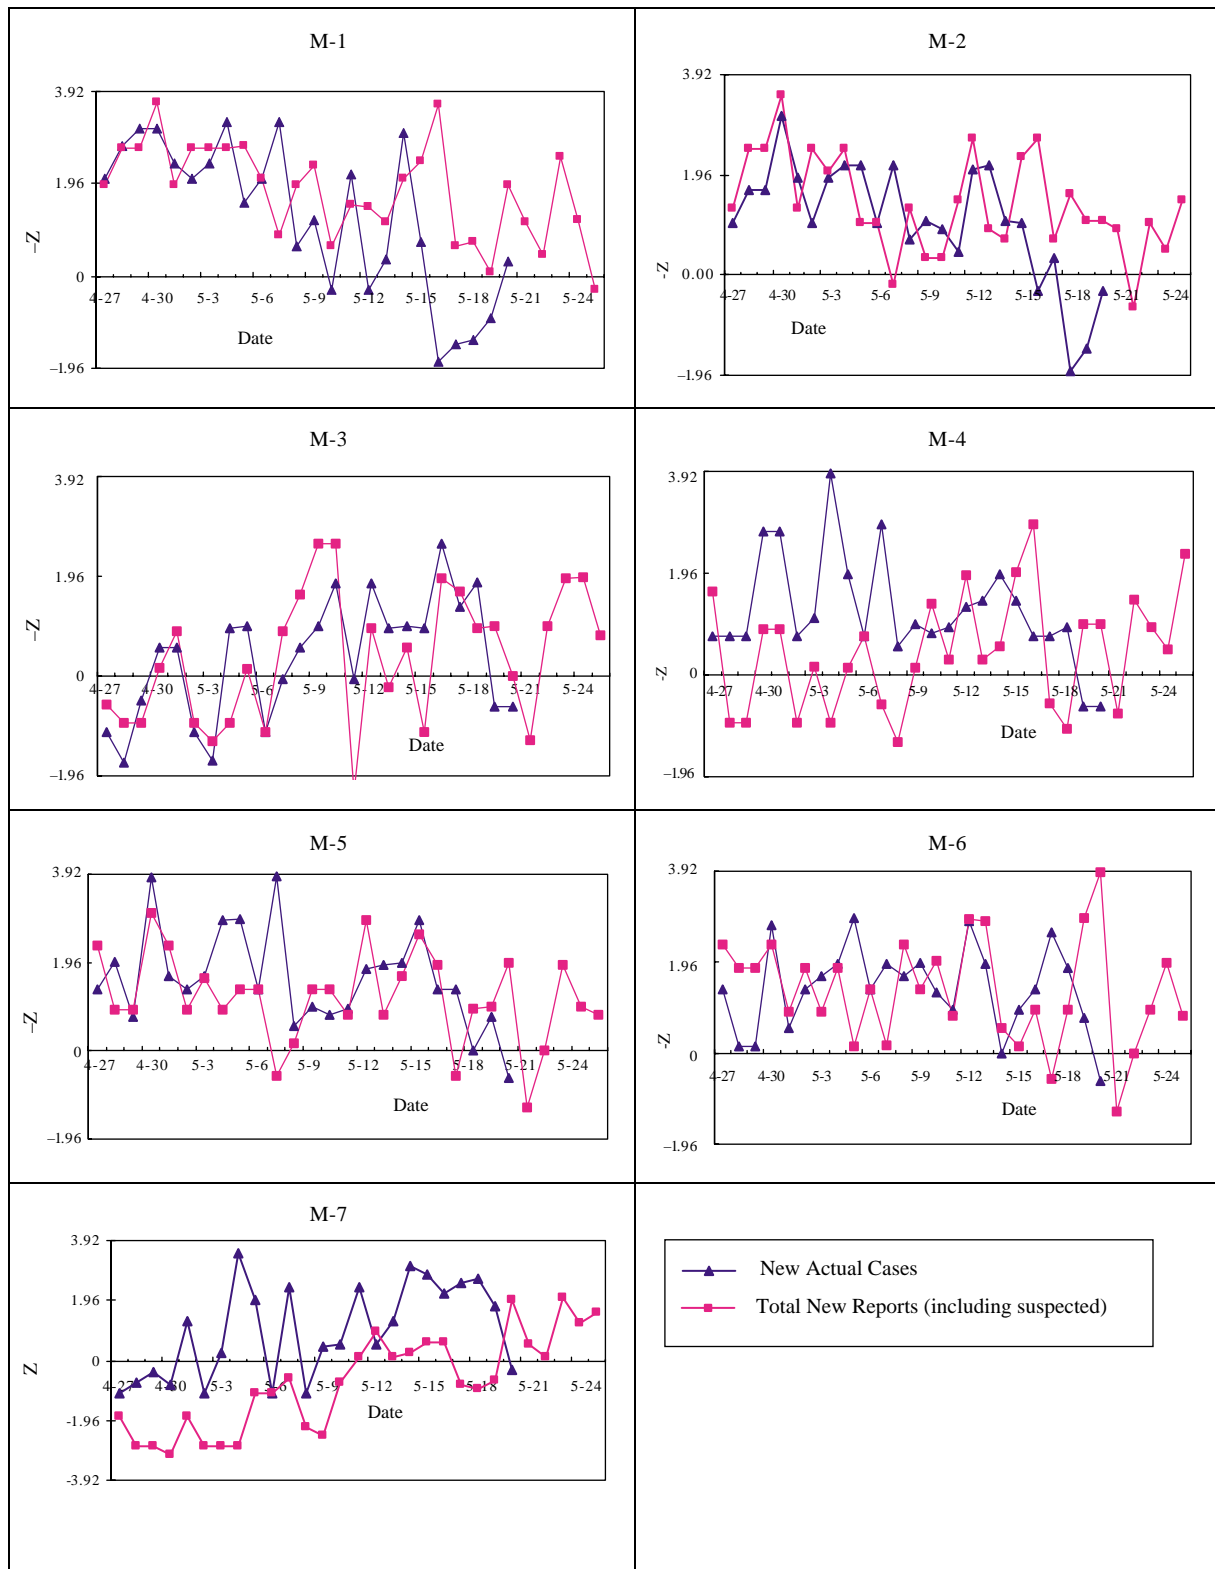 M-1
3.92
1.96
0
–1.96
–Z
4-27 4-30 5-3 5-6 5-9 5-12 5-15 5-18 5-21 5-24
Date
M-2
3.92
1.96
0.00
–1.96
-Z
4-27 4-30 5-3 5-6 5-9 5-12 5-15 5-18 5-21 5-24
Date
M-3
3.92
1.96
0
–1.96
–Z
4-27 4-30 5-3 5-6 5-9 5-12 5-15 5-18 5-21 5-24
Date
M-4
3.92
1.96
0
–1.96
–Z
4-27 4-30 5-3 5-6 5-9 5-12 5-15 5-18 5-21 5-24
Date
M-5
3.92
1.96
0
–1.96
–Z
4-27 4-30 5-3 5-6 5-9 5-12 5-15 5-18 5-21 5-24
Date
M-6
3.92
1.96
0
–1.96
-Z
4-27 4-30 5-3 5-6 5-9 5-12 5-15 5-18 5-21 5-24
Date
M-7
3.92
1.96
0
-1.96
-3.92
Z
4-27 4-30 5-3 5-6 5-9 5-12 5-15 5-18 5-21 5-24
Date
New Actual Cases
Total New Reports (including suspected)